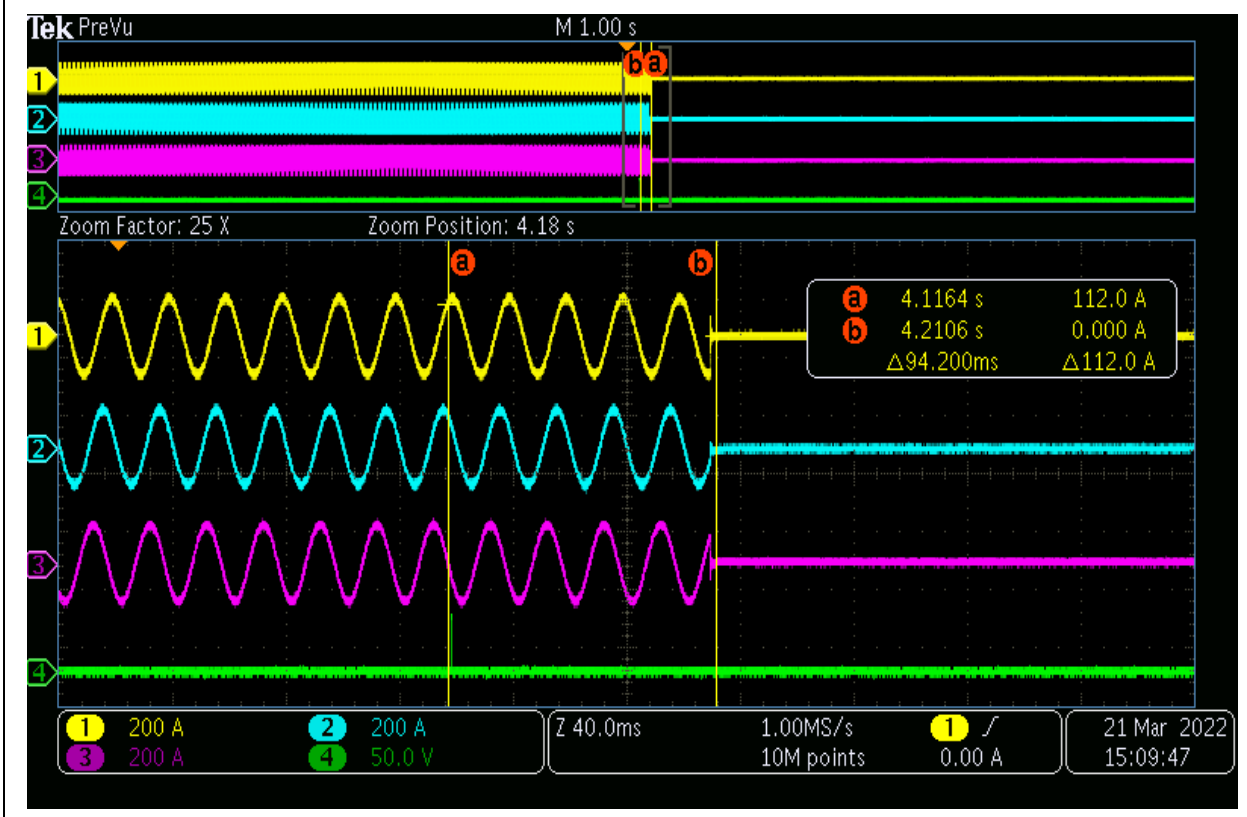 Tek PreVu M 1.00 s
b a
1
2
3
4
Zoom Factor: 25 X Zoom Position: 4.18 s
a b
a 4.1164 s 112.0 A
1 b 4.2106 s 0.000 A
△94.200ms △112.0 A
2
3
4
1 200 A 2 200 A Z 40.0ms 1.00MS/s 1 / 21 Mar 2022
3 200 A 4 50.0 V 10M points 0.00 A 15:09:47